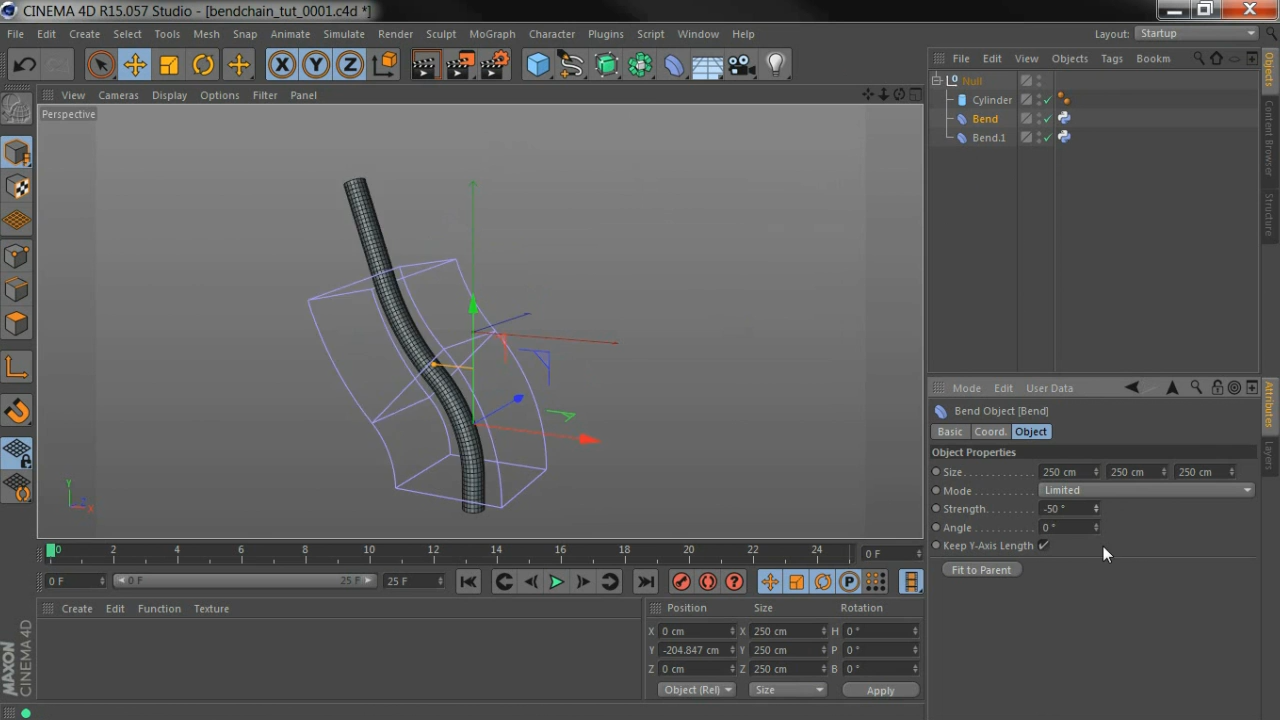 CINEMA 4D R15.057 Studio - [bendchain_tut_0001.c4d *]
File Edit Create Select Tools Mesh Snap Animate Simulate Render Sculpt MoGraph Character Plugins Script Window Help Layout: Startup
X Y Z
File Edit View Objects Tags Bookm
Null
Cylinder
Bend
Bend.1
Objects
Content Browser
Structure
View Cameras Display Options Filter Panel
Perspective
Y
Z X
Mode Edit User Data
Bend Object [Bend]
Basic Coord. Object
Object Properties
Size 250 cm 250 cm 250 cm
Mode Limited
Strength -50 °
Angle 0 °
Keep Y-Axis Length
Fit to Parent
Attributes
Layers
0 2 4 6 8 10 12 14 16 18 20 22 24 0 F
0 F 0 F 25 F 25 F
P
Create Edit Function Texture
Position Size Rotation
X 0 cm X 250 cm H 0 °
Y -204.847 cm Y 250 cm P 0 °
Z 0 cm Z 250 cm B 0 °
Object (Rel) Size Apply
MAXON
CINEMA 4D